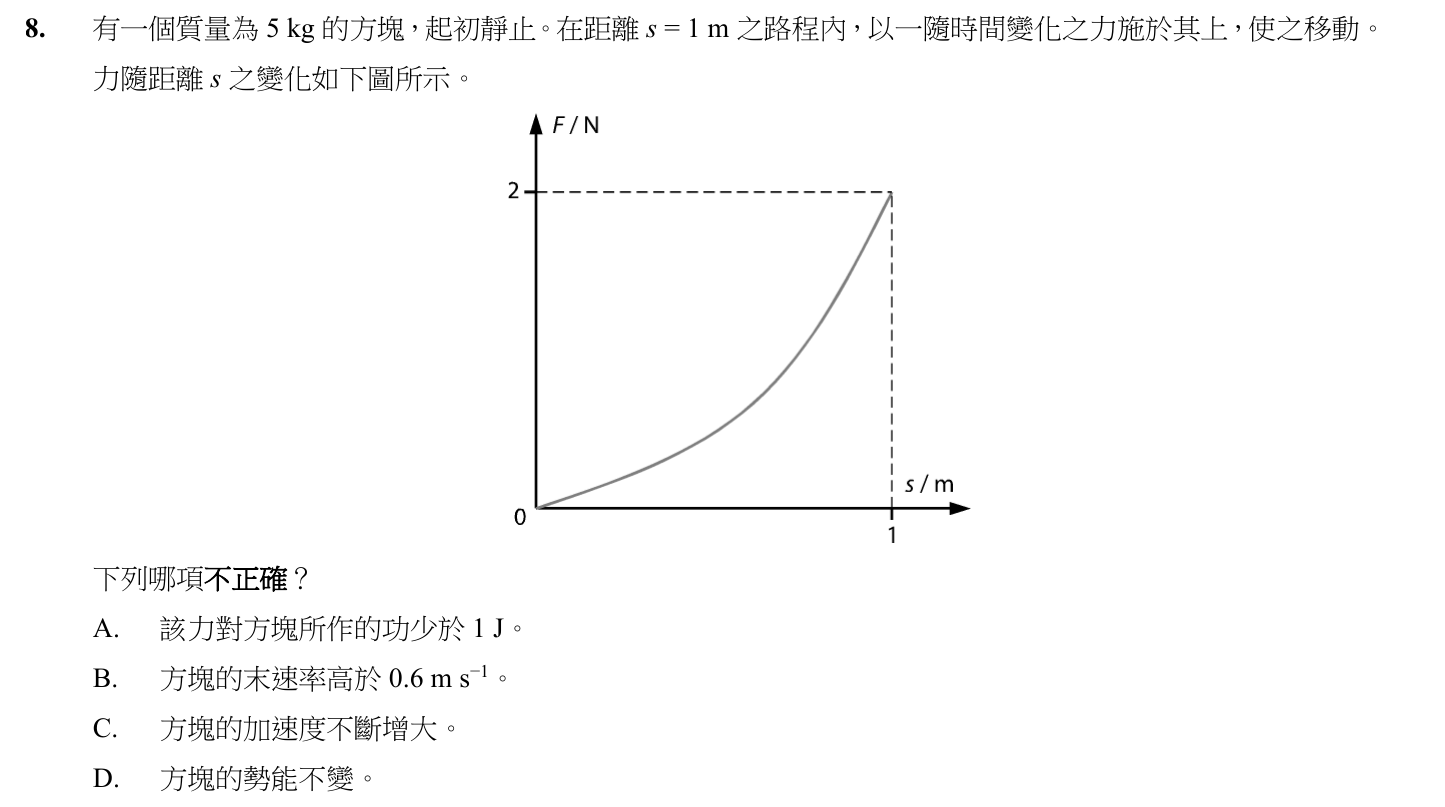 8. 有一個質量為 5 kg 的方塊，起初靜止。在距離 s = 1 m 之路程內，以一隨時間變化之力施於其上，使之移動。
力隨距離 s 之變化如下圖所示。
F / N
2
s / m
0
1
下列哪項不正確？
A. 該力對方塊所作的功少於 1 J。
B. 方塊的末速率高於 0.6 m s⁻¹。
C. 方塊的加速度不斷增大。
D. 方塊的勢能不變。